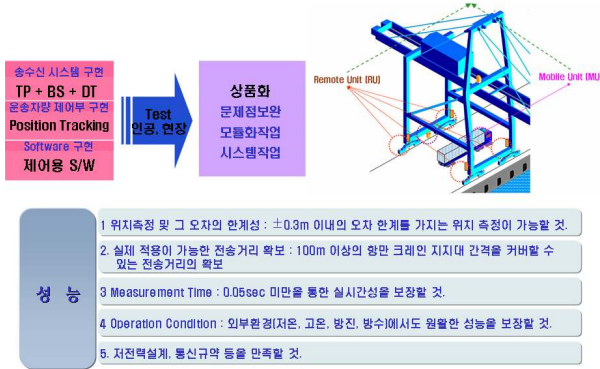 송수신 시스템 구현
TP + BS + DT
운송차량 제어부 구현
Position Tracking
Software 구현
제어용 S/W
Test
인공, 현장
상품화
문제점보완
모듈화작업
시스템작업
Remote Unit (RU)
Mobile Unit (MU
성 능
1 위치측정 및 그 오차의 한계성 : ±0.3m 이내의 오차 한계를 가지는 위치 측정이 가능할 것.
2. 실제 적용이 가능한 전송거리 확보 : 100m 이상의 항만 크레인 지지대 간격을 커버할 수
있는 전송거리의 확보
3 Measurement Time : 0.05sec 미만을 통한 실시간성을 보장할 것.
4 Operation Condition : 외부환경(저온, 고온, 방진, 방수)에서도 원활한 성능을 보장할 것.
5. 저전력설계, 통신규약 등을 만족할 것.